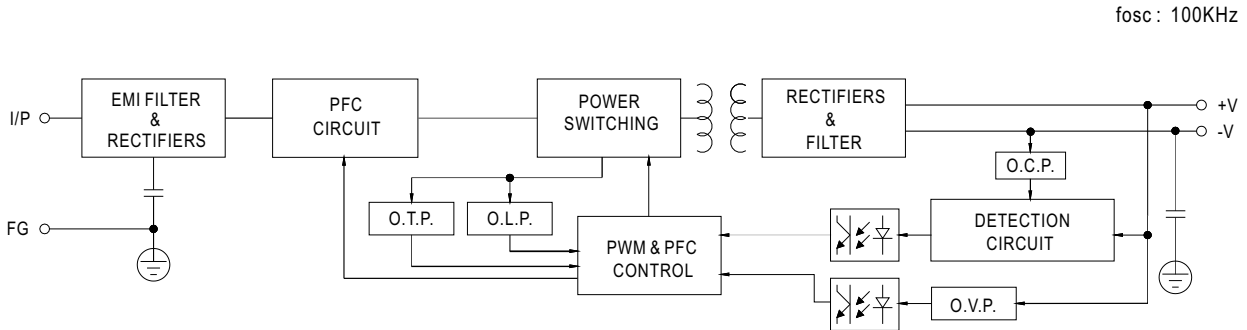 fosc : 100KHz
I/P
EMI FILTER
&
RECTIFIERS
PFC
CIRCUIT
POWER
SWITCHING
RECTIFIERS
&
FILTER
+V
-V
O.C.P.
FG
O.T.P.
O.L.P.
PWM & PFC
CONTROL
DETECTION
CIRCUIT
O.V.P.